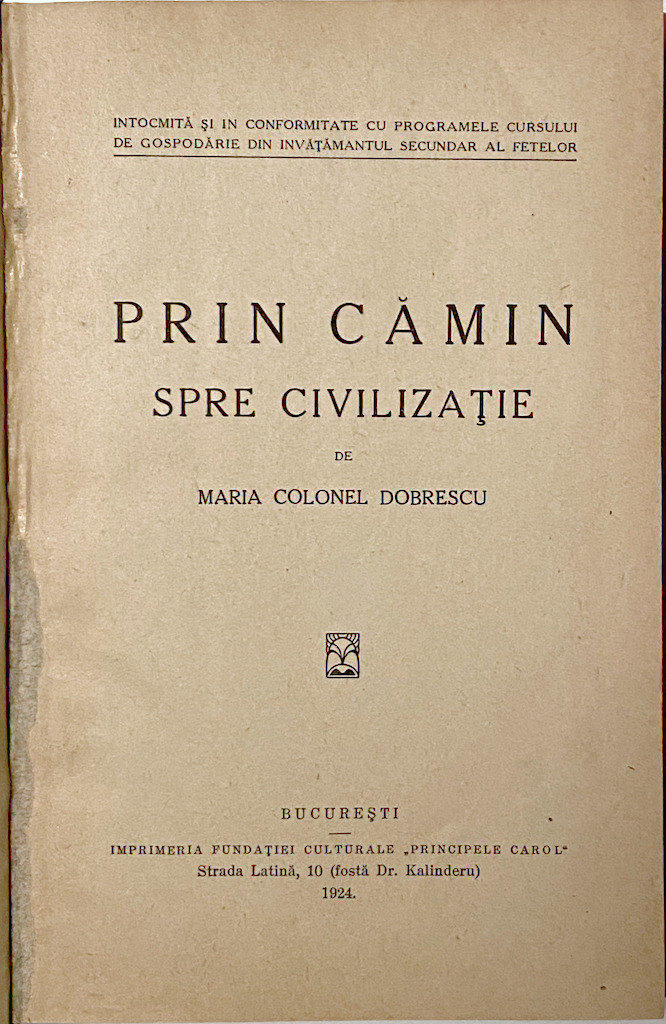 INTOCMITĂ ŞI IN CONFORMITATE CU PROGRAMELE CURSULUI
DE GOSPODĂRIE DIN INVĂŢĂMANTUL SECUNDAR AL FETELOR
PRIN CĂMIN
SPRE CIVILIZAŢIE
DE
MARIA COLONEL DOBRESCU
BUCUREŞTI
IMPRIMERIA FUNDAŢIEI CULTURALE „PRINCIPELE CAROL“
Strada Latină, 10 (fostă Dr. Kalinderu)
1924.